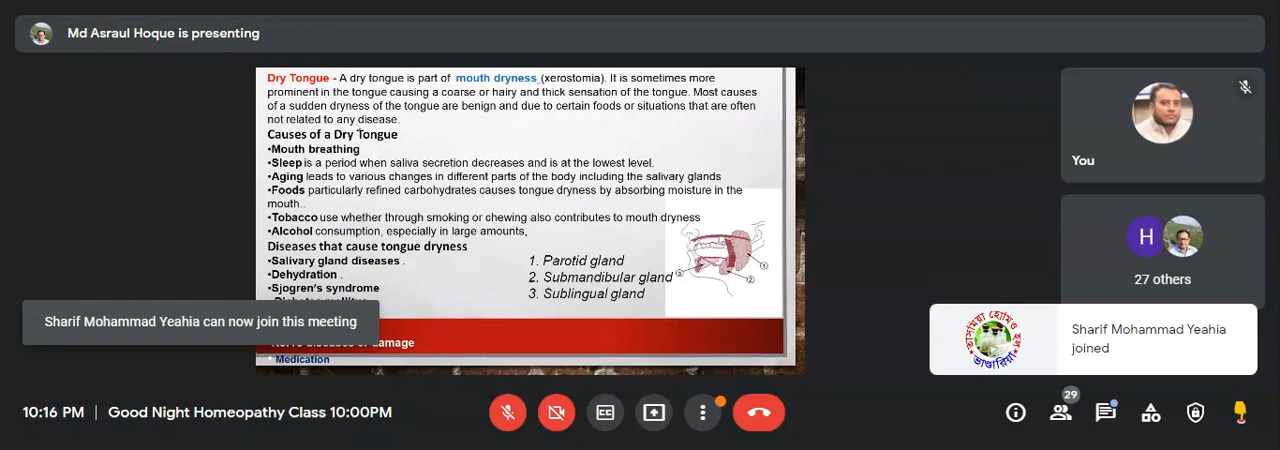 Md Asraul Hoque is presenting
Dry Tongue - A dry tongue is part of mouth dryness (xerostomia). It is sometimes more
prominent in the tongue causing a coarse or hairy and thick sensation of the tongue. Most causes
of a sudden dryness of the tongue are benign and due to certain foods or situations that are often
not related to any disease.
Causes of a Dry Tongue
•Mouth breathing
•Sleep is a period when saliva secretion decreases and is at the lowest level.
•Aging leads to various changes in different parts of the body including the salivary glands
•Foods particularly refined carbohydrates causes tongue dryness by absorbing moisture in the
mouth..
•Tobacco use whether through smoking or chewing also contributes to mouth dryness
•Alcohol consumption, especially in large amounts,
Diseases that cause tongue dryness
•Salivary gland diseases .
•Dehydration .
•Sjogren's syndrome
1. Parotid gland
2. Submandibular gland
3. Sublingual gland
1
2
3
damage
* Medication
You
H
27 others
Sharif Mohammad Yeahia can now join this meeting
Sharif Mohammad Yeahia
joined
10:16 PM | Good Night Homeopathy Class 10:00PM
29